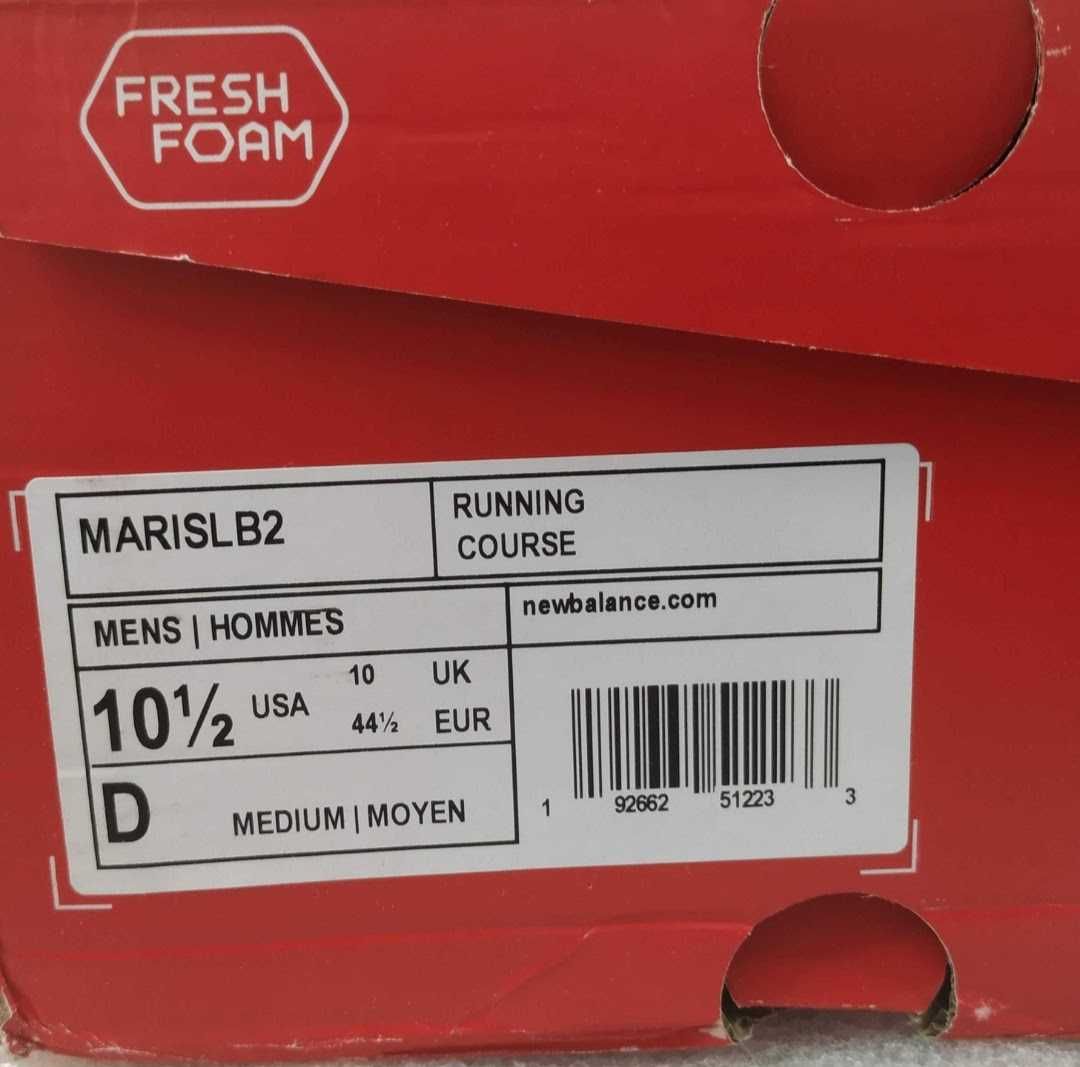 FRESH
FOAM
MARISLB2
RUNNING
COURSE
MENS | HOMMES
newbalance.com
10½ USA
10 UK
44½ EUR
D MEDIUM | MOYEN
1 92662 51223 3